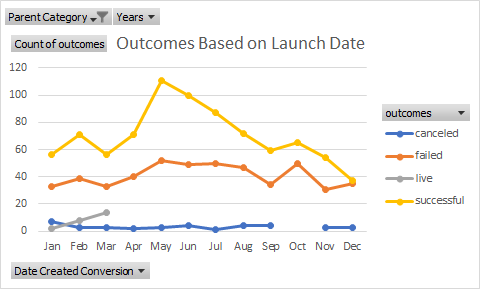 Parent Category Years
Count of outcomes
Outcomes Based on Launch Date
120
100
80
60
40
20
0
Jan Feb Mar Apr May Jun Jul Aug Sep Oct Nov Dec
outcomes
canceled
failed
live
successful
Date Created Conversion